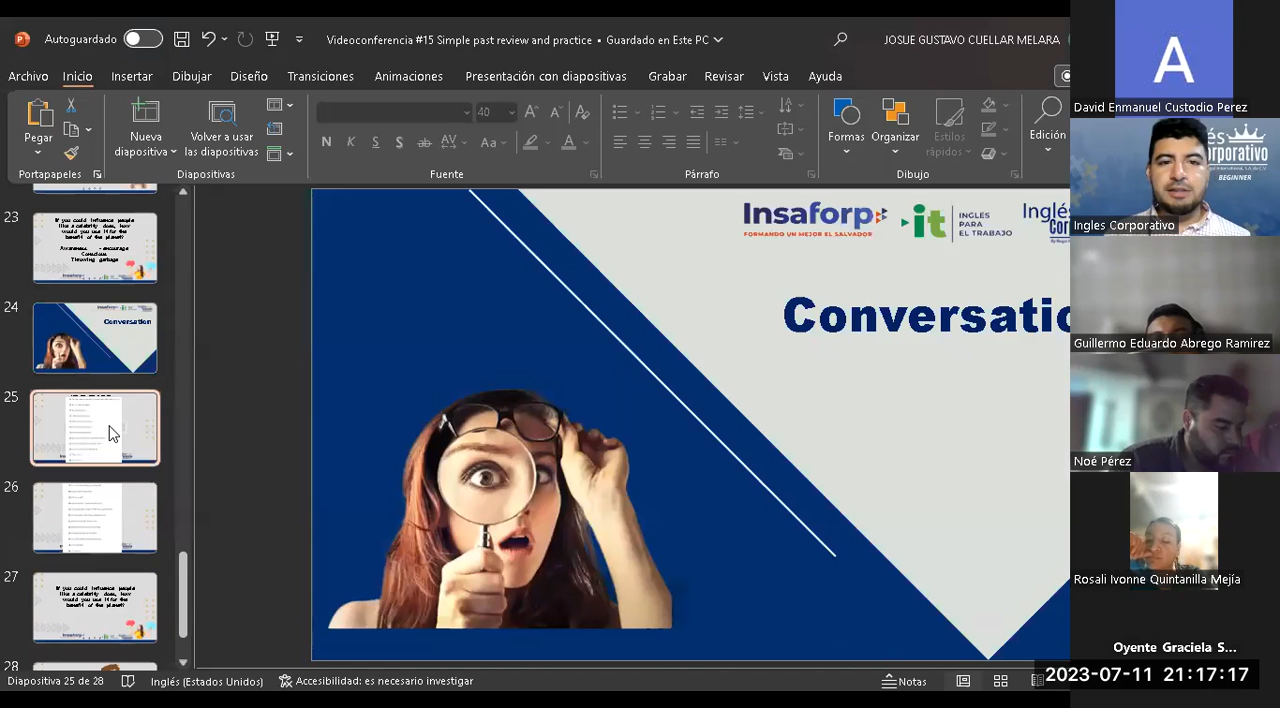 Autoguardado
Videoconferencia #15 Simple past review and practice • Guardado en Este PC
JOSUE GUSTAVO CUELLAR MELARA
Archivo Inicio Insertar Dibujar Diseño Transiciones Animaciones Presentación con diapositivas Grabar Revisar Vista Ayuda
Pegar
Nueva diapositiva
Volver a usar las diapositivas
40
N K S S ab AV Aa A
Formas
Organizar
Estilos rápidos
Edición
Portapapeles
Diapositivas
Fuente
Párrafo
Dibujo
23
If you could influence people
like a celebrity does, how
would you use it for the
benefit of the planet?
Awareness - encourage
Conscious
Throwing garbage
24
Conversation
25
26
27
If you could influence people
like a celebrity does, how
would you use it for the
benefit of the planet?
28
Insaforp
FORMANDO UN MEJOR EL SALVADOR
it
INGLES
PARA
EL TRABAJO
Inglés
Conversatio
A
David Enmanuel Custodio Perez
BEGINNER
Ingles Corporativo
Guillermo Eduardo Abrego Ramirez
Noé Pérez
Rosali Ivonne Quintanilla Mejía
Oyente Graciela S...
2023-07-11 21:17:17
Diapositiva 25 de 28
Inglés (Estados Unidos)
Accesibilidad: es necesario investigar
Notas